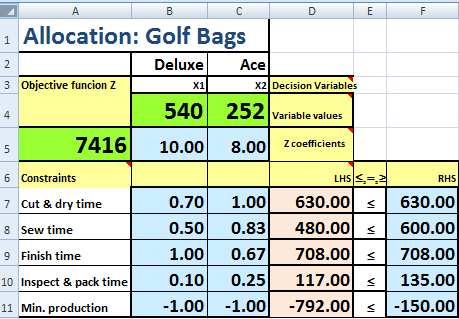 A B C D E F
1 Allocation: Golf Bags
2 Deluxe Ace
3 Objective funcion Z X1 X2 Decision Variables
4 540 252 Variable values
5 7416 10.00 8.00 Z coefficients
6 Constraints LHS ≤,=,≥ RHS
7 Cut & dry time 0.70 1.00 630.00 ≤ 630.00
8 Sew time 0.50 0.83 480.00 ≤ 600.00
9 Finish time 1.00 0.67 708.00 ≤ 708.00
10 Inspect & pack time 0.10 0.25 117.00 ≤ 135.00
11 Min. production -1.00 -1.00 -792.00 ≤ -150.00